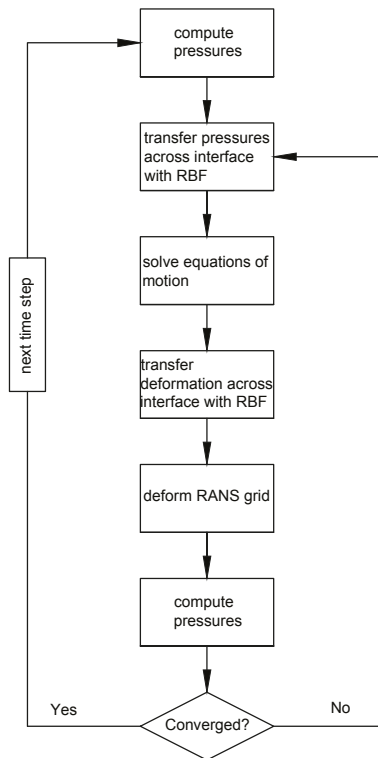 compute
pressures
transfer pressures
across interface
with RBF
solve equations of
motion
next time step
transfer
deformation across
interface with RBF
deform RANS grid
compute
pressures
Yes
No
Converged?